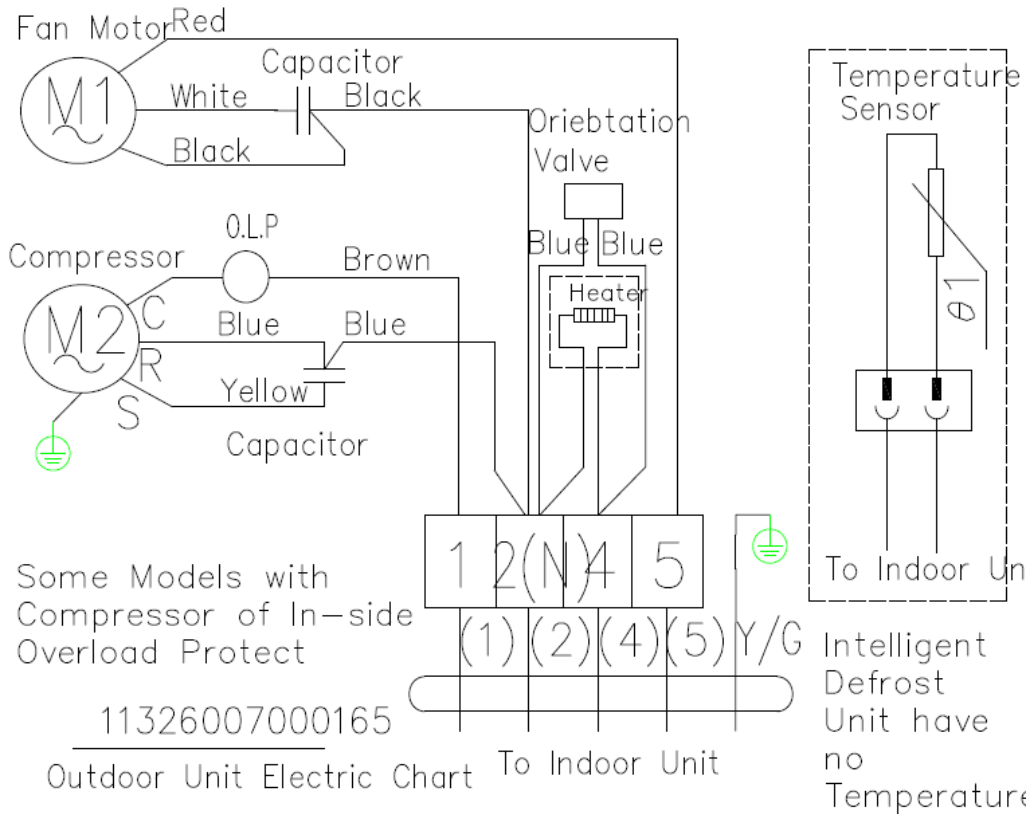 Fan Motor
Red
Capacitor
M1
White
Black
Black
Oriebtation
Valve
Blue
Blue
Heater
O.L.P
Compressor
Brown
M2
C
Blue
Blue
R
Yellow
S
Capacitor
Temperature
Sensor
θ1
To Indoor Un
1
2(N)
4
5
(1)
(2)
(4)
(5)
Y/G
Some Models with
Compressor of In-side
Overload Protect
11326007000165
Outdoor Unit Electric Chart
To Indoor Unit
Intelligent
Defrost
Unit have
no
Temperature